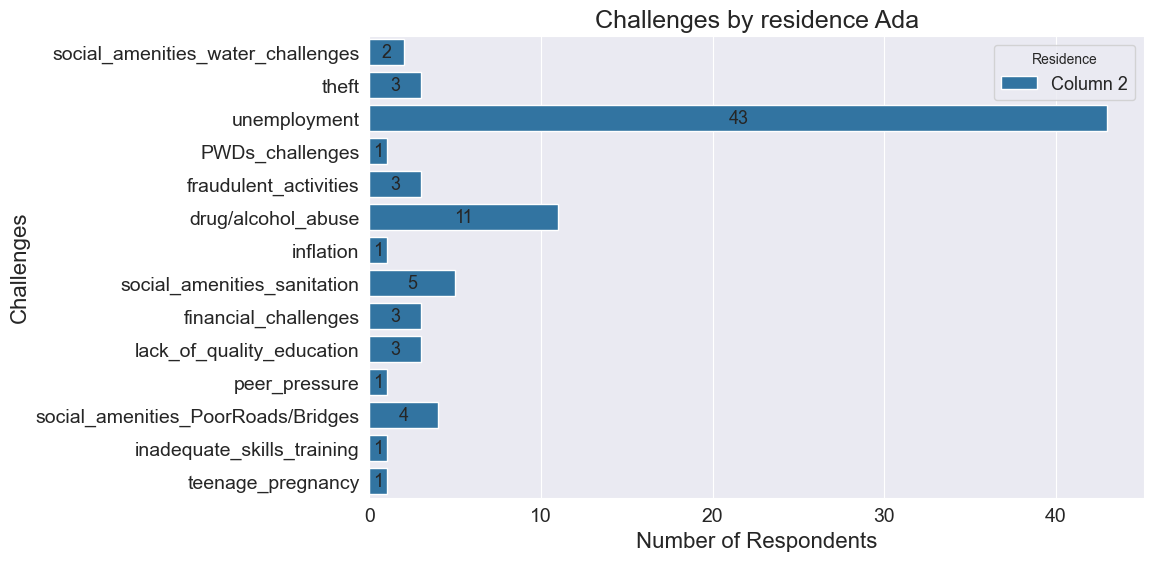 Challenges by residence Ada
Residence
Column 2
Challenges
social_amenities_water_challenges 2
theft 3
unemployment 43
PWDs_challenges 1
fraudulent_activities 3
drug/alcohol_abuse 11
inflation 1
social_amenities_sanitation 5
financial_challenges 3
lack_of_quality_education 3
peer_pressure 1
social_amenities_PoorRoads/Bridges 4
inadequate_skills_training 1
teenage_pregnancy 1
0 10 20 30 40
Number of Respondents